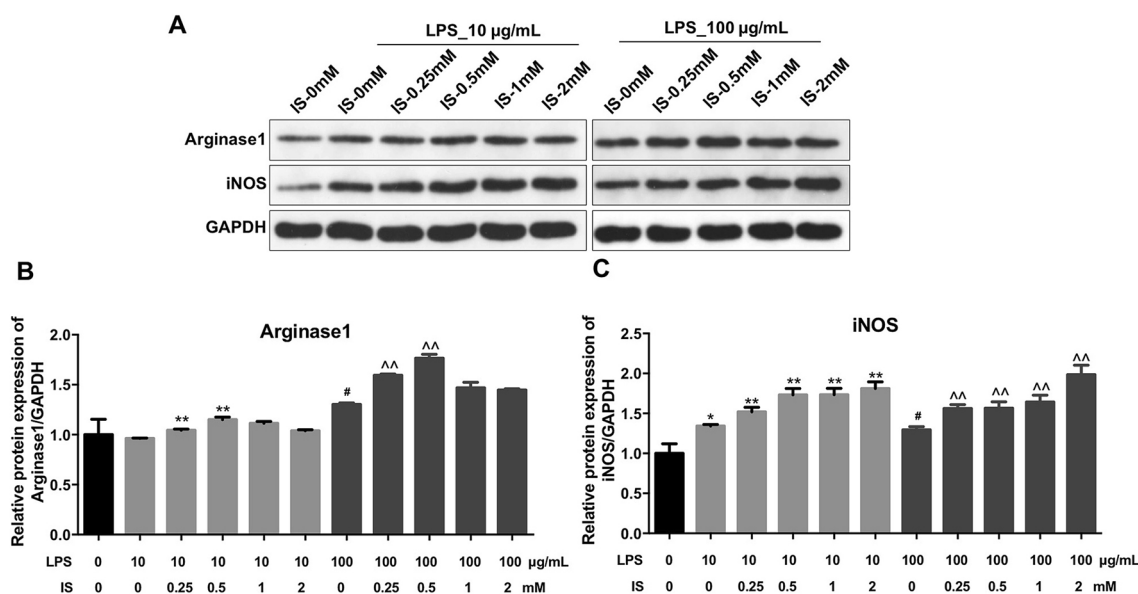 A
LPS_10 µg/mL
LPS_100 µg/mL
IS-0mM
IS-0mM
IS-0.25mM
IS-0.5mM
IS-1mM
IS-2mM
IS-0mM
IS-0.25mM
IS-0.5mM
IS-1mM
IS-2mM
Arginase1
iNOS
GAPDH
B
Arginase1
Relative protein expression of
Arginase1/GAPDH
2.0
1.5
1.0
0.5
0.0
** ** # ^^ ^^
LPS 0 10 10 10 10 10 100 100 100 100 100 µg/mL
IS 0 0 0.25 0.5 1 2 0 0.25 0.5 1 2 mM
C
iNOS
Relative protein expression of
iNOS/GAPDH
2.5
2.0
1.5
1.0
0.5
0.0
* ** ** ** ** # ^^ ^^ ^^ ^^
LPS 0 10 10 10 10 10 100 100 100 100 100 µg/mL
IS 0 0 0.25 0.5 1 2 0 0.25 0.5 1 2 mM